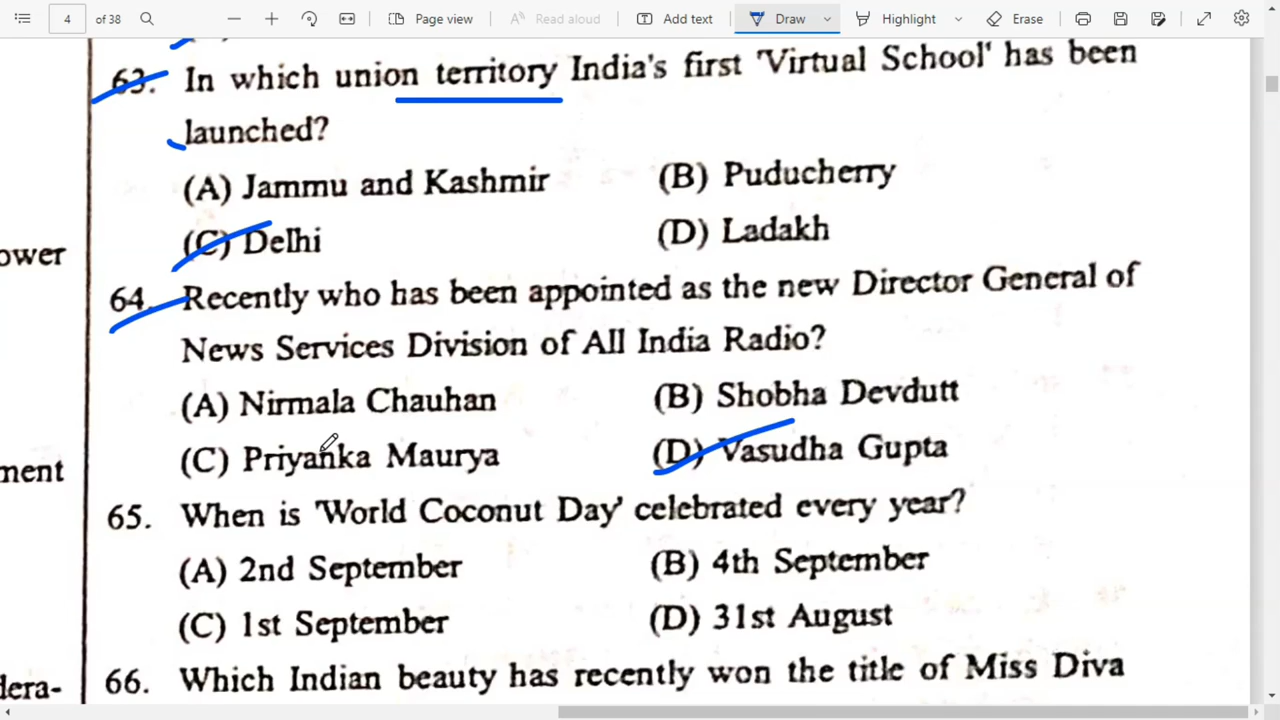 4 of 38 Page view Read aloud Add text Draw Highlight Erase
63. In which union territory India's first 'Virtual School' has been
launched?
(A) Jammu and Kashmir (B) Puducherry
(C) Delhi (D) Ladakh
ower
64. Recently who has been appointed as the new Director General of
News Services Division of All India Radio?
(A) Nirmala Chauhan (B) Shobha Devdutt
(C) Priyanka Maurya (D) Vasudha Gupta
ment
65. When is 'World Coconut Day' celebrated every year?
(A) 2nd September (B) 4th September
(C) 1st September (D) 31st August
66. Which Indian beauty has recently won the title of Miss Diva
dera-